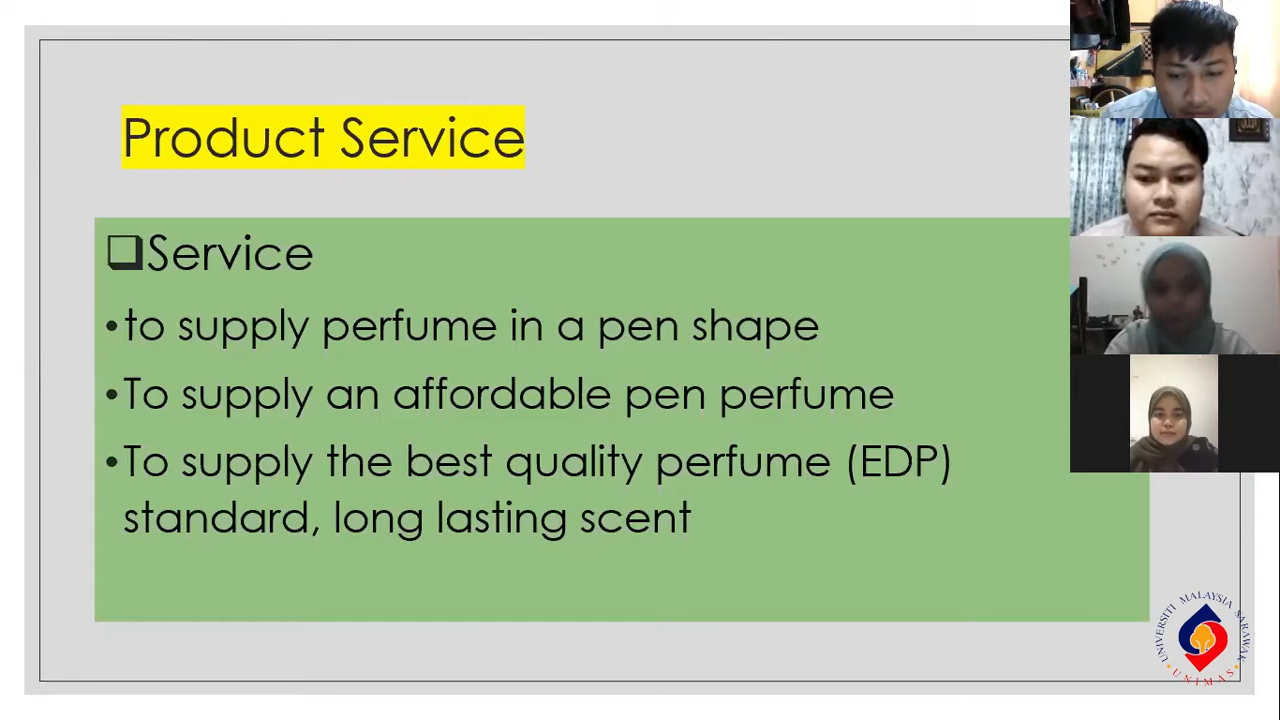 Product Service
❑Service
•to supply perfume in a pen shape
•To supply an affordable pen perfume
•To supply the best quality perfume (EDP)
standard, long lasting scent
UNIVERSITI MALAYSIA SARAWAK
UNIMAS